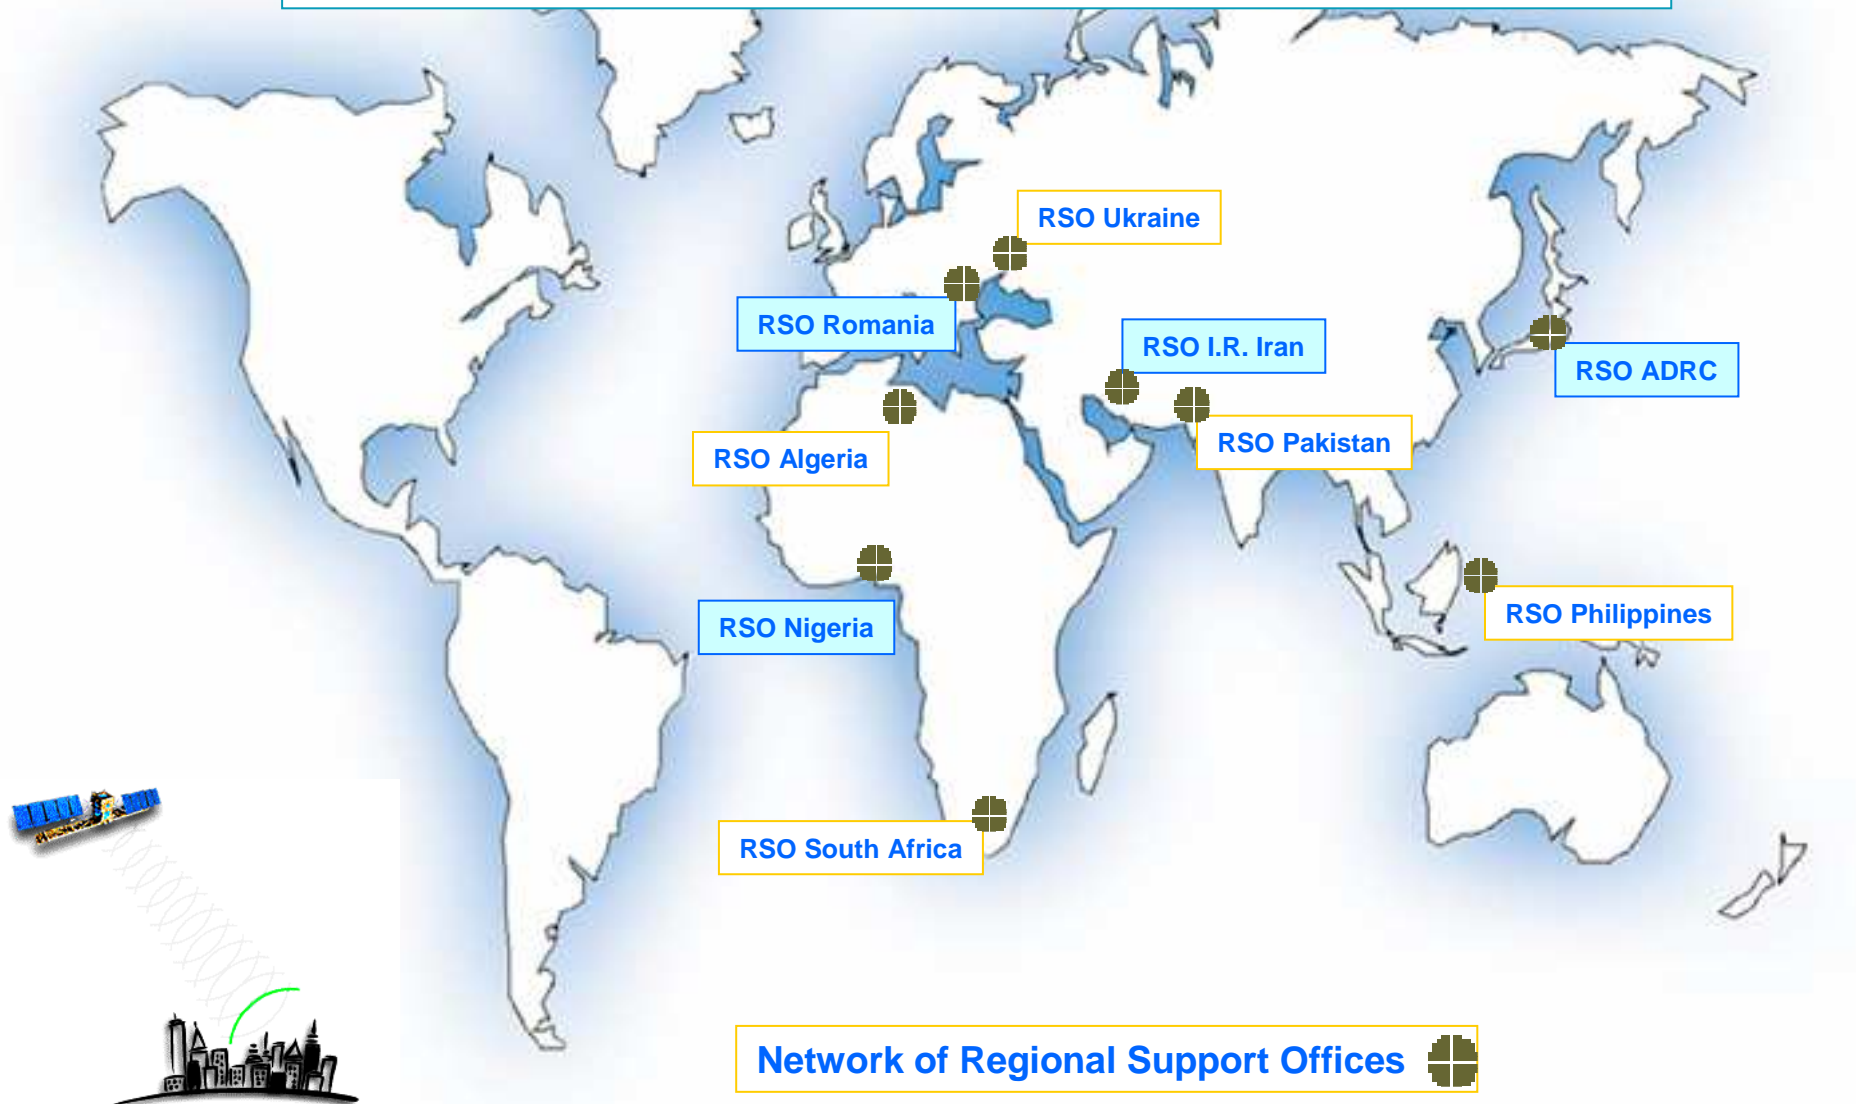 RSO Ukraine
RSO Romania
RSO I.R. Iran
RSO ADRC
RSO Algeria
RSO Pakistan
RSO Nigeria
RSO Philippines
RSO South Africa
Network of Regional Support Offices